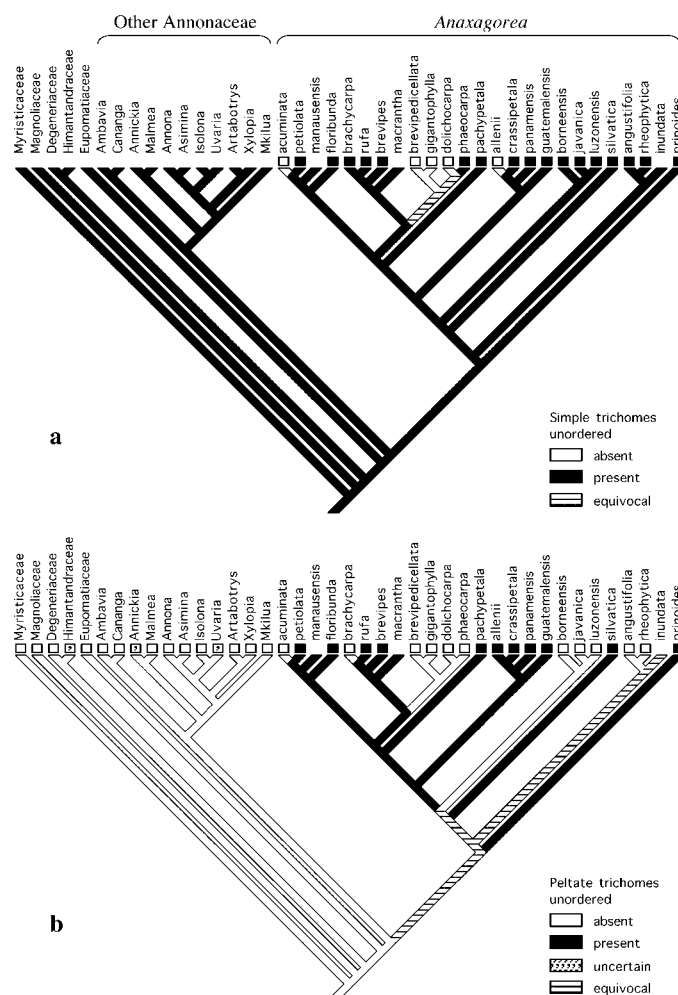 Other Annonaceae
Anaxagorea
Myristicaceae
Magnoliaceae
Degeneriaceae
Himantandraceae
Eupomatiaceae
Ambavia
Cananga
Annickia
Malmea
Annona
Asimina
Isolona
Uvaria
Artabotrys
Xylopia
Mkilua
acuminata
petiolata
manausensis
floribunda
brachycarpa
rufa
brevipes
macrantha
brevipedicellata
gigantophylla
dolichocarpa
phaeocarpa
pachypetala
allenii
crassipetala
panamensis
guatemalensis
borneensis
javanica
luzonensis
silvatica
angustifolia
rheophytica
inundata
prinoides
a
Simple trichomes
unordered
absent
present
equivocal
Myristicaceae
Magnoliaceae
Degeneriaceae
Himantandraceae
Eupomatiaceae
Ambavia
Cananga
Annickia
Malmea
Annona
Asimina
Isolona
Uvaria
Artabotrys
Xylopia
Mkilua
acuminata
petiolata
manausensis
floribunda
brachycarpa
rufa
brevipes
macrantha
brevipedicellata
gigantophylla
dolichocarpa
phaeocarpa
pachypetala
allenii
crassipetala
panamensis
guatemalensis
borneensis
javanica
luzonensis
silvatica
angustifolia
rheophytica
inundata
prinoides
b
Peltate trichomes
unordered
absent
present
uncertain
equivocal